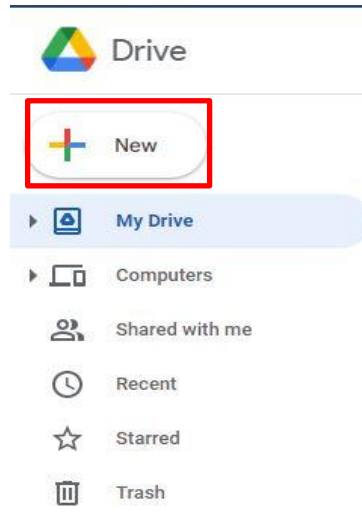 Drive
New
My Drive
Computers
Shared with me
Recent
Starred
Trash